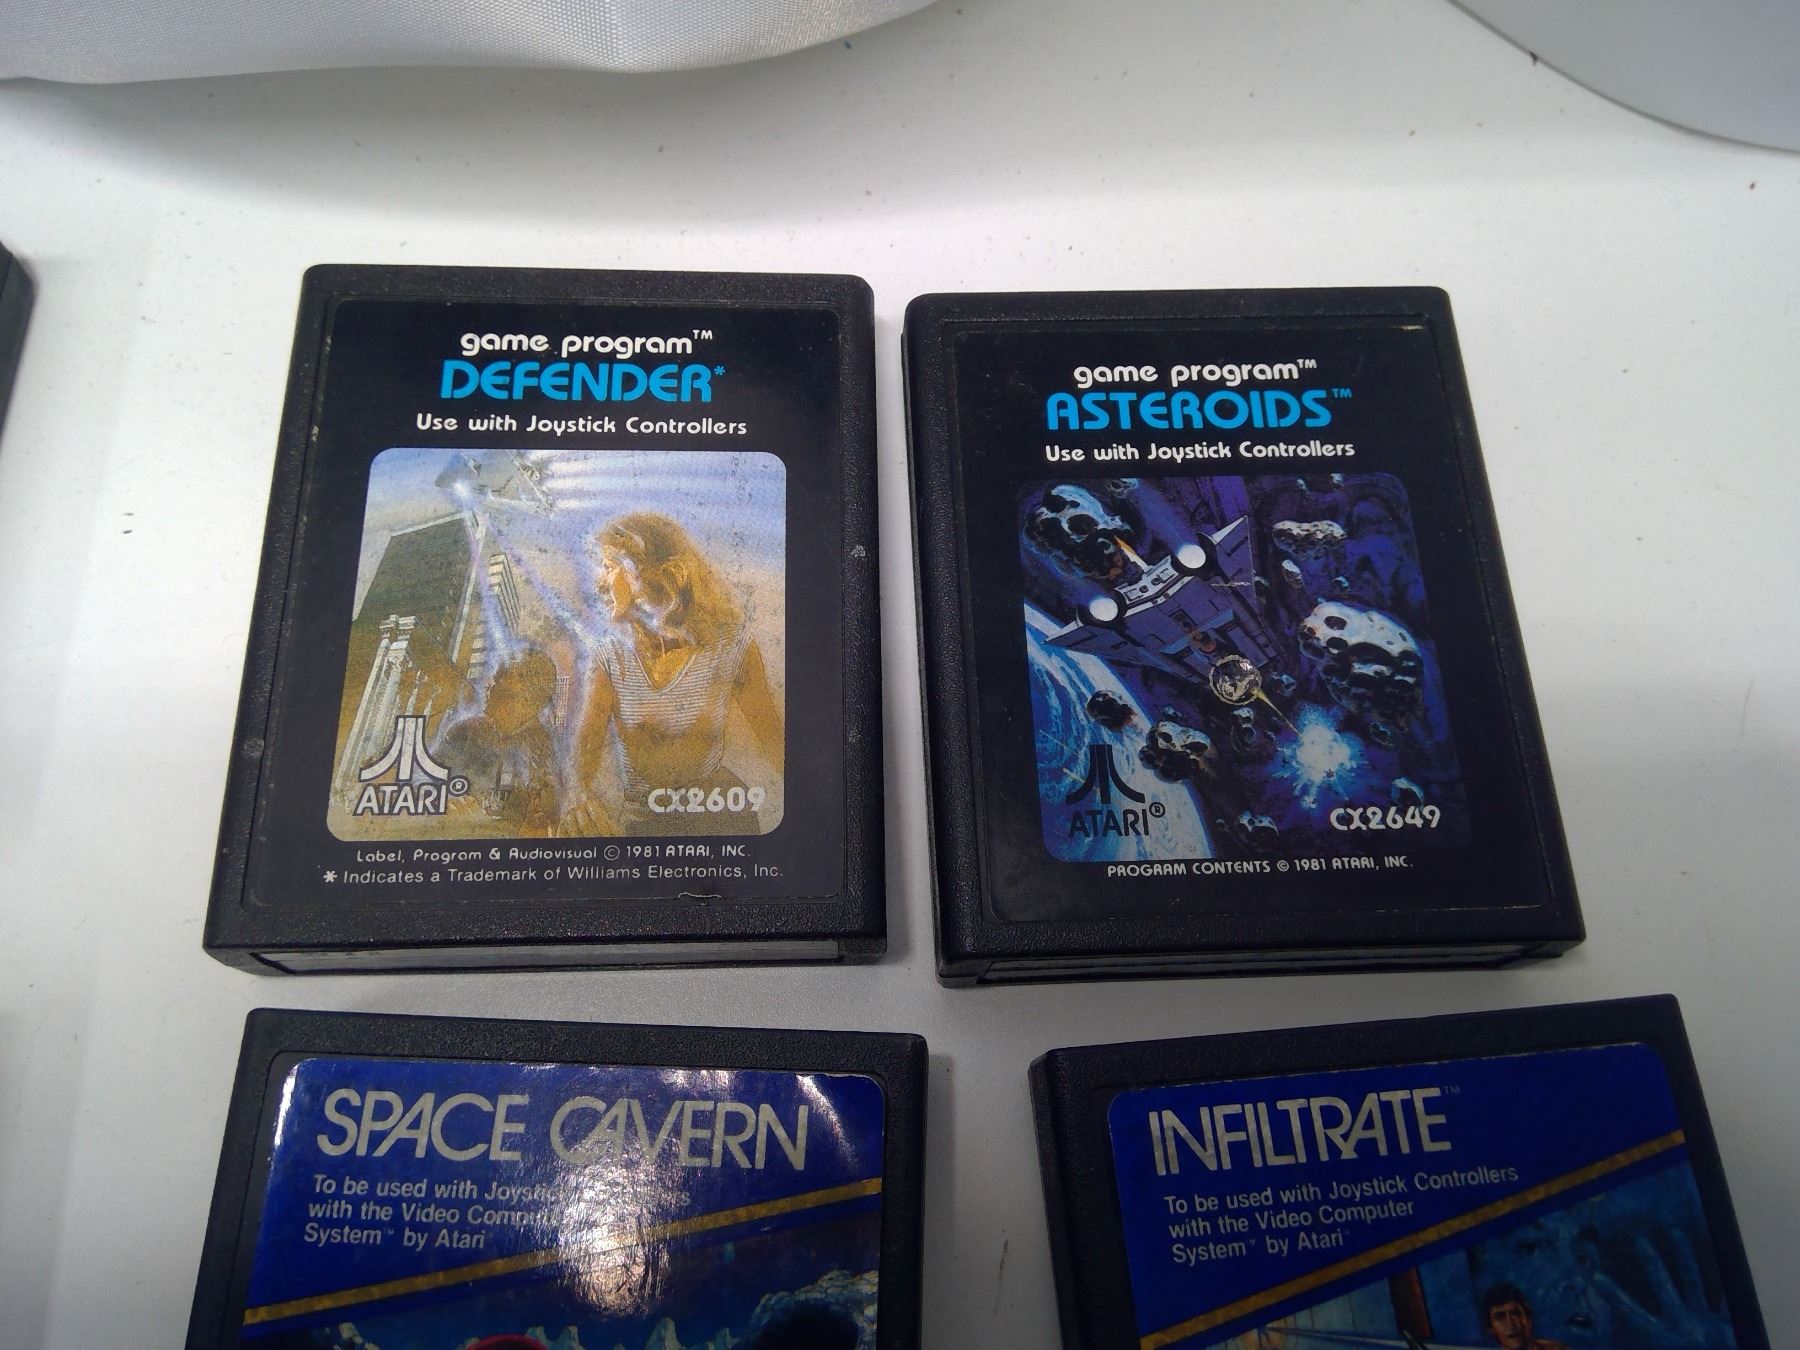 game program™
DEFENDER*
Use with Joystick Controllers
ATARI®
CX2609
Label, Program & Audiovisual © 1981 ATARI, INC.
* Indicates a Trademark of Williams Electronics, Inc.
game program™
ASTEROIDS™
Use with Joystick Controllers
ATARI®
CX2649
PROGRAM CONTENTS © 1981 ATARI, INC.
SPACE CAVERN
To be used with Joystick
with the Video Computer
System™ by Atari
INFILTRATE™
To be used with Joystick Controllers
with the Video Computer
System™ by Atari